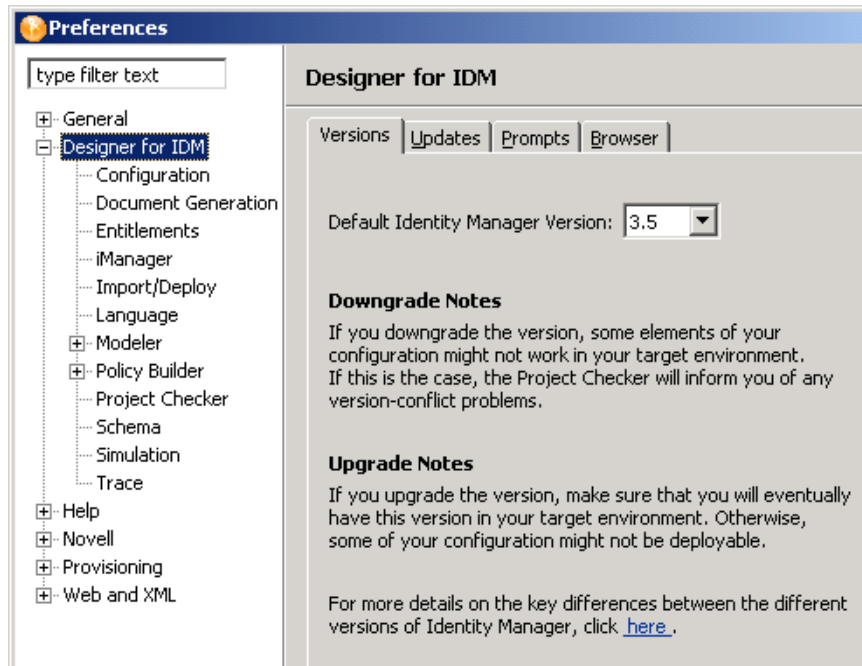 Preferences
type filter text
General
Designer for IDM
Configuration
Document Generation
Entitlements
iManager
Import/Deploy
Language
Modeler
Policy Builder
Project Checker
Schema
Simulation
Trace
Help
Novell
Provisioning
Web and XML
Designer for IDM
Versions Updates Prompts Browser
Default Identity Manager Version: 3.5
Downgrade Notes
If you downgrade the version, some elements of your
configuration might not work in your target environment.
If this is the case, the Project Checker will inform you of any
version-conflict problems.
Upgrade Notes
If you upgrade the version, make sure that you will eventually
have this version in your target environment. Otherwise,
some of your configuration might not be deployable.
For more details on the key differences between the different
versions of Identity Manager, click here .